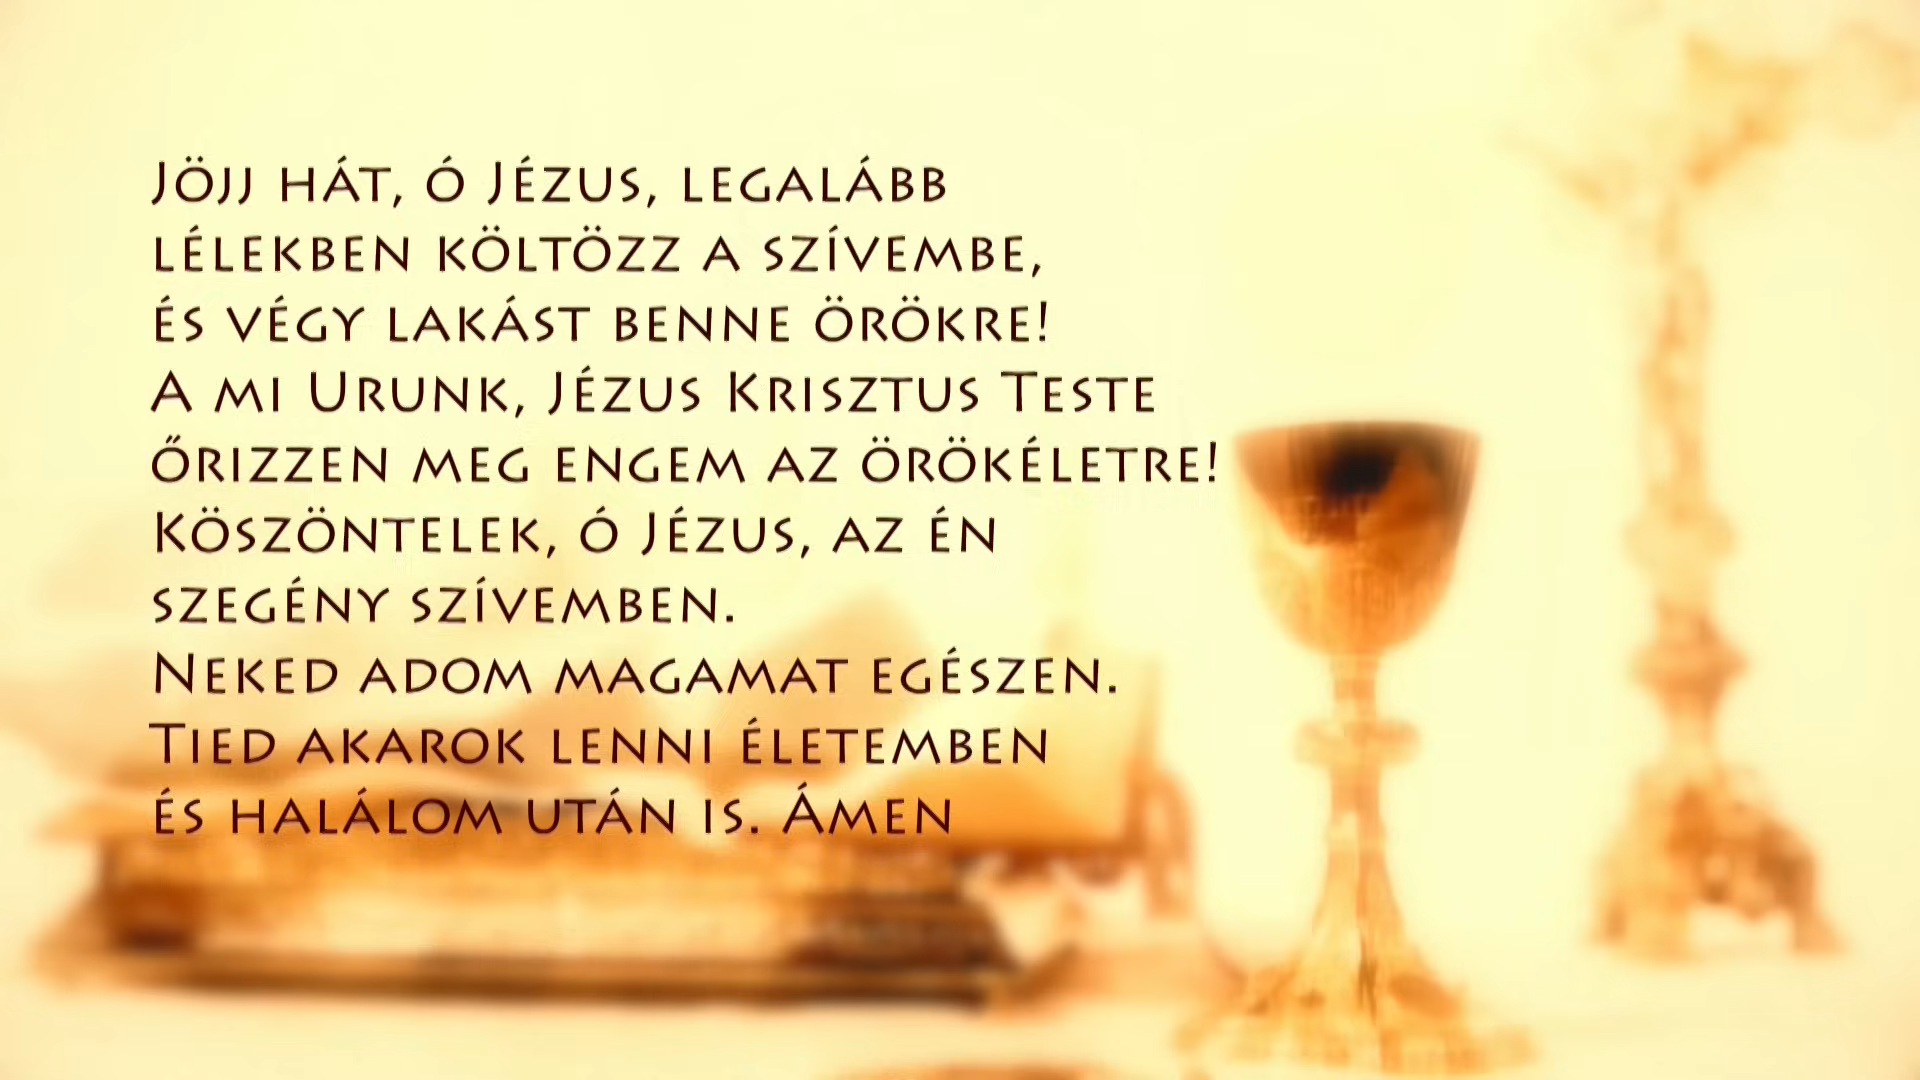 Jöjj hát, ó Jézus, legalább
lélekben költözz a szívembe,
és végy lakást benne örökre!
A mi Urunk, Jézus Krisztus Teste
őrizzen meg engem az örökéletre!
Köszöntelek, ó Jézus, az én
szegény szívemben.
Neked adom magamat egészen.
Tied akarok lenni életemben
és halálom után is. Ámen